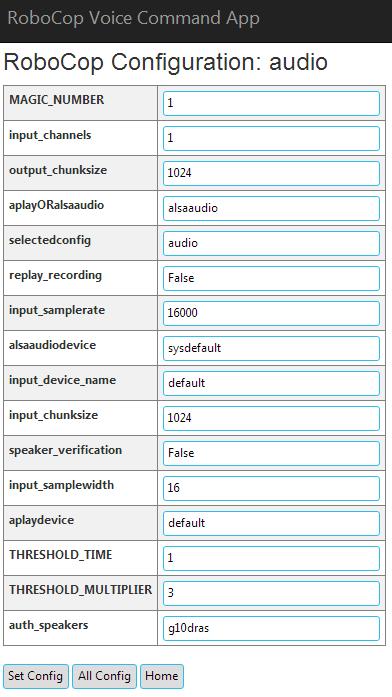 RoboCop Voice Command App
RoboCop Configuration: audio
MAGIC_NUMBER 1
input_channels 1
output_chunksize 1024
aplayORalsaaudio alsaaudio
selectedconfig audio
replay_recording False
input_samplerate 16000
alsaaudiodevice sysdefault
input_device_name default
input_chunksize 1024
speaker_verification False
input_samplewidth 16
aplaydevice default
THRESHOLD_TIME 1
THRESHOLD_MULTIPLIER 3
auth_speakers g10dras
Set Config All Config Home